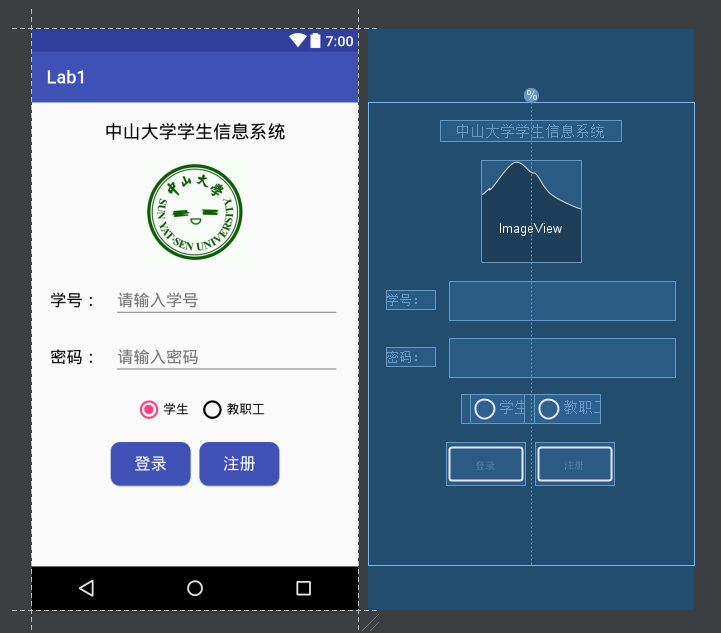 7:00
Lab1
中山大学学生信息系统
中山大学
SUN YAT-SEN UNIVERSITY
学号：
请输入学号
密码：
请输入密码
学生
教职工
登录
注册
%
中山大学学生信息系统
ImageView
学号：
密码：
学生
教职工
登录
注册